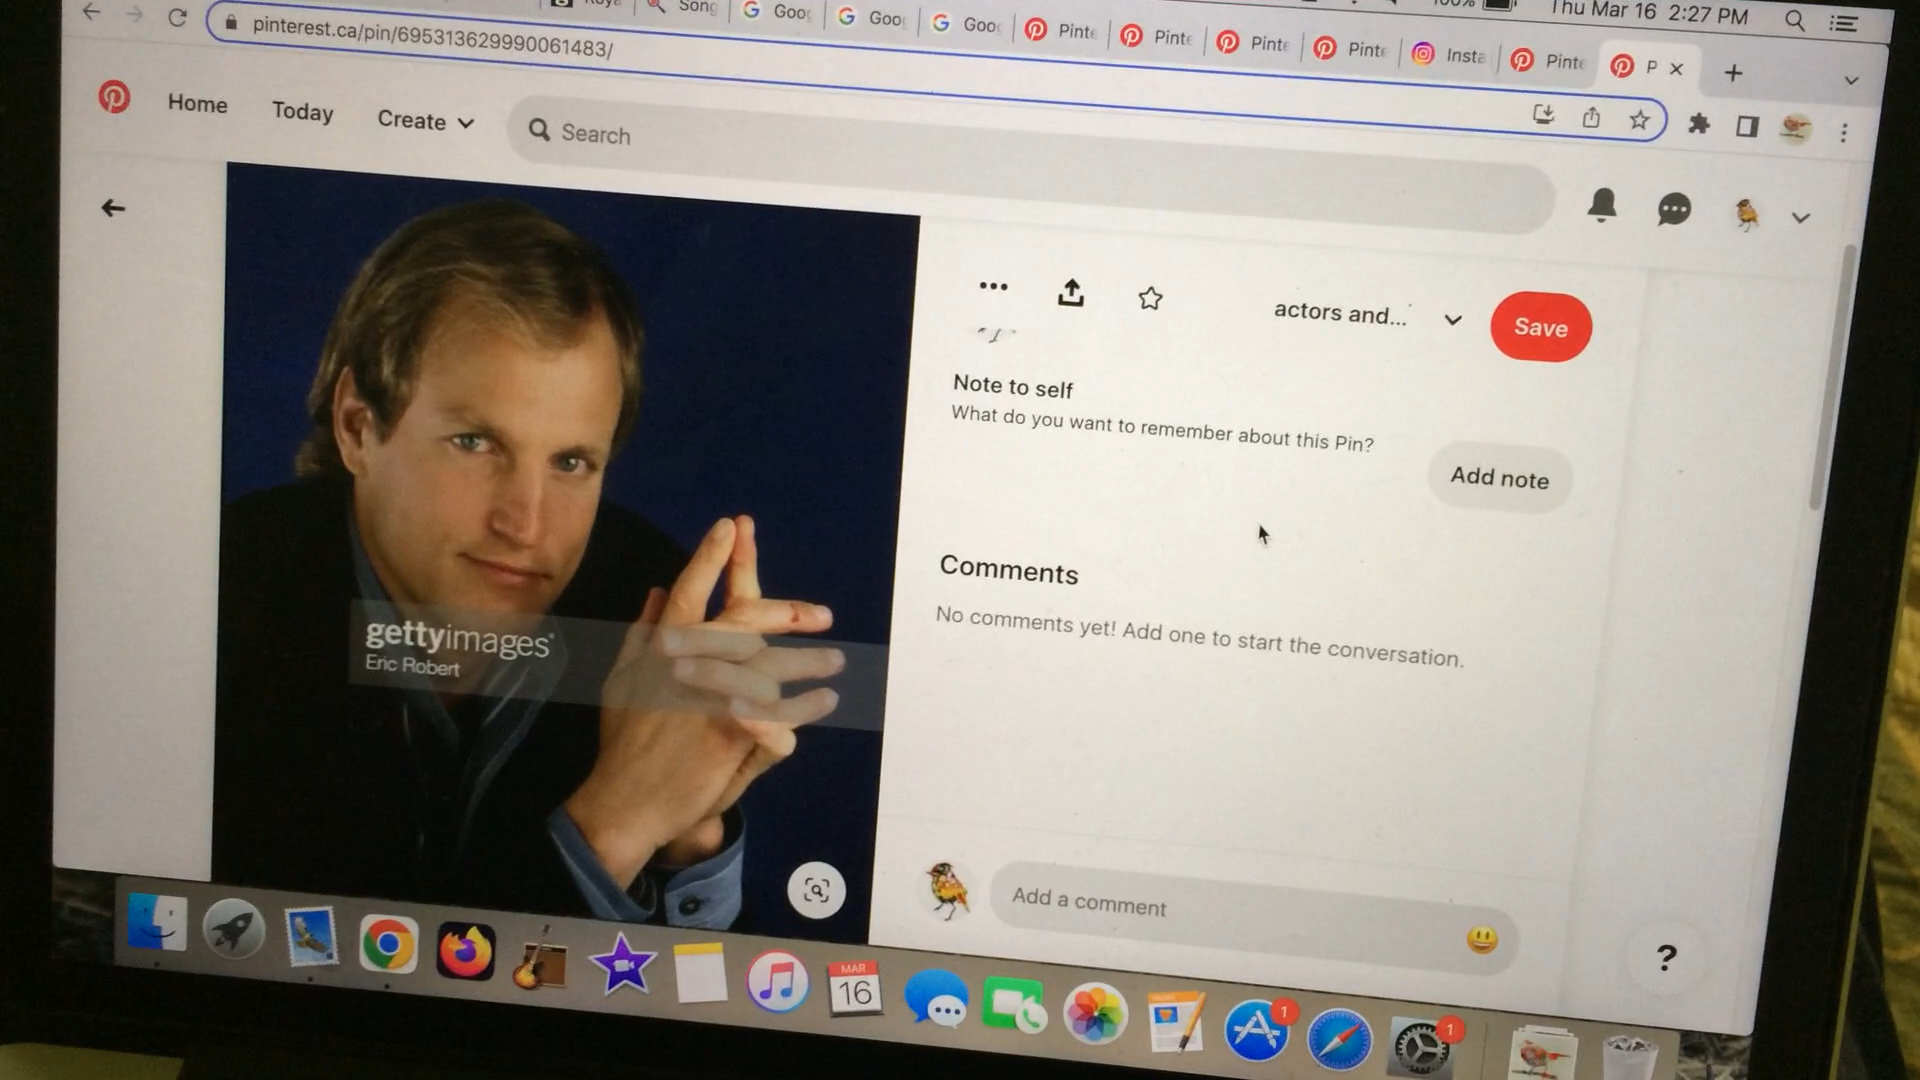 Song
Goo
Goo
Goo
Pinte
Pinte
Pinte
Pinte
Insta
Pinte
P
100%
Thu Mar 16 2:27 PM
pinterest.ca/pin/695313629990061483/
Home
Today
Create
Search
actors and...
Save
Note to self
What do you want to remember about this Pin?
Add note
Comments
No comments yet! Add one to start the conversation.
gettyimages
Eric Robert
Add a comment
?
MAR
16
1
1